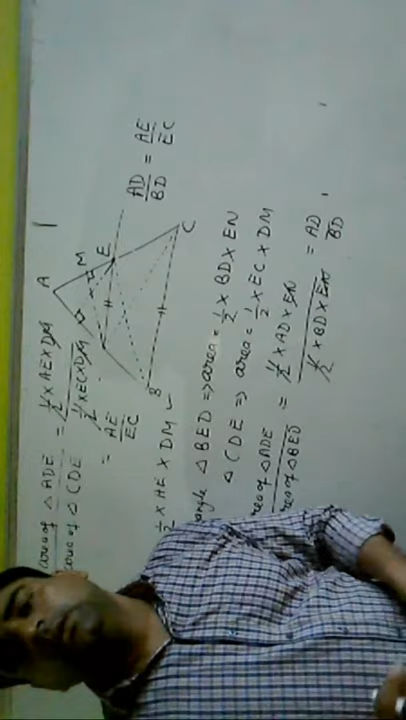 A
M
E
B
C
AD/BD = AE/EC
area of △ ADE / area of △ CDE = ½ × AE × DM / ½ × EC × DM
= AE/EC
½ × AE × DM ✓
△ BED ⇒ area = ½ × BD × EN
△ CDE ⇒ area = ½ × EC × DM
area of △ADE / area of △BED = ½ × AD × EN / ½ × BD × EN = AD/BD